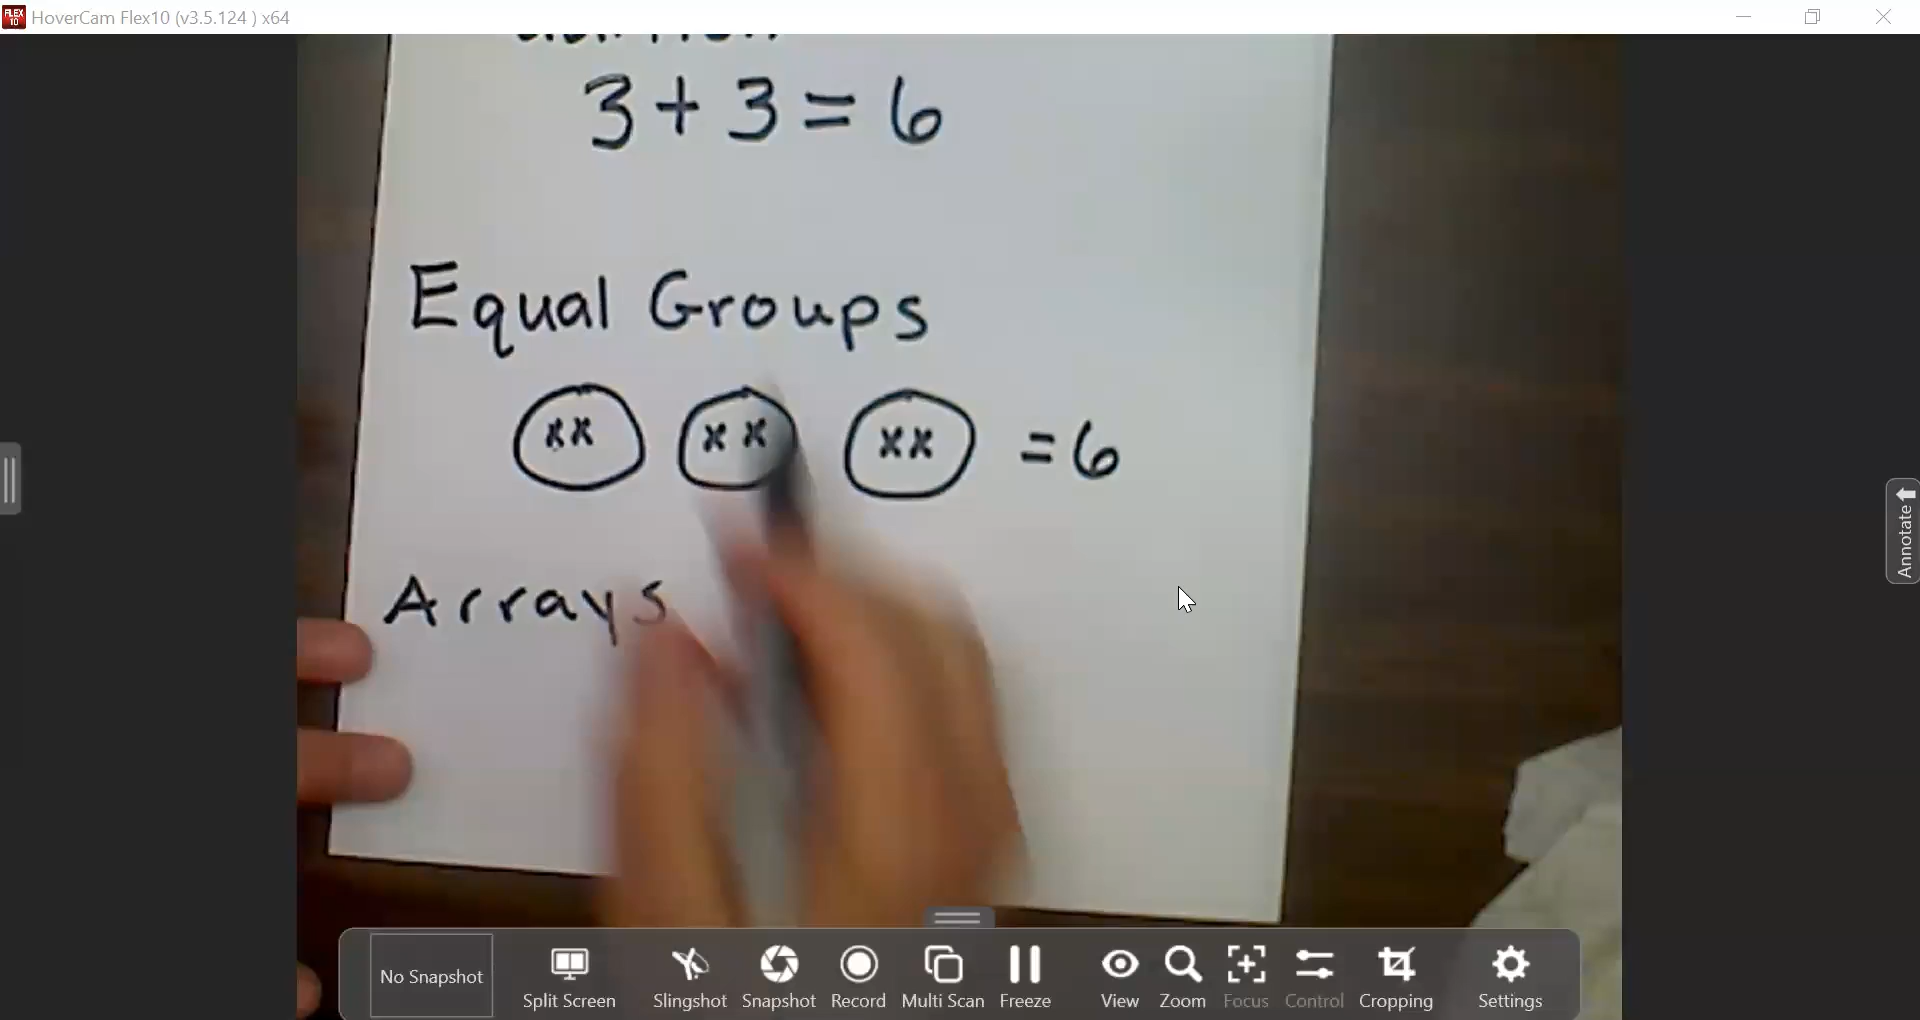 HoverCam Flex10 (v3.5.124 ) x64
3 + 3 = 6
Equal Groups
xx xx xx = 6
Arrays
Annotate
No Snapshot
Split Screen
Slingshot
Snapshot
Record
Multi Scan
Freeze
View
Zoom
Focus
Control
Cropping
Settings